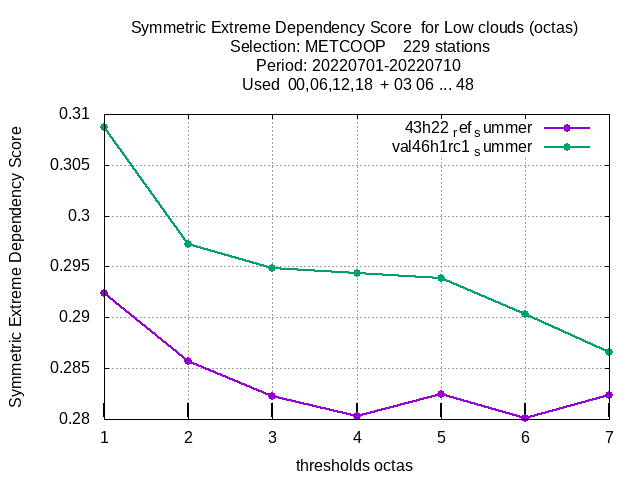 Symmetric Extreme Dependency Score  for Low clouds (octas)
Selection: METCOOP    229 stations
Period: 20220701-20220710
Used  00,06,12,18  + 03 06 ... 48
Symmetric Extreme Dependency Score
0.31
0.305
0.3
0.295
0.29
0.285
0.28
43h22 ref summer
val46h1rc1 summer
1 2 3 4 5 6 7
thresholds octas